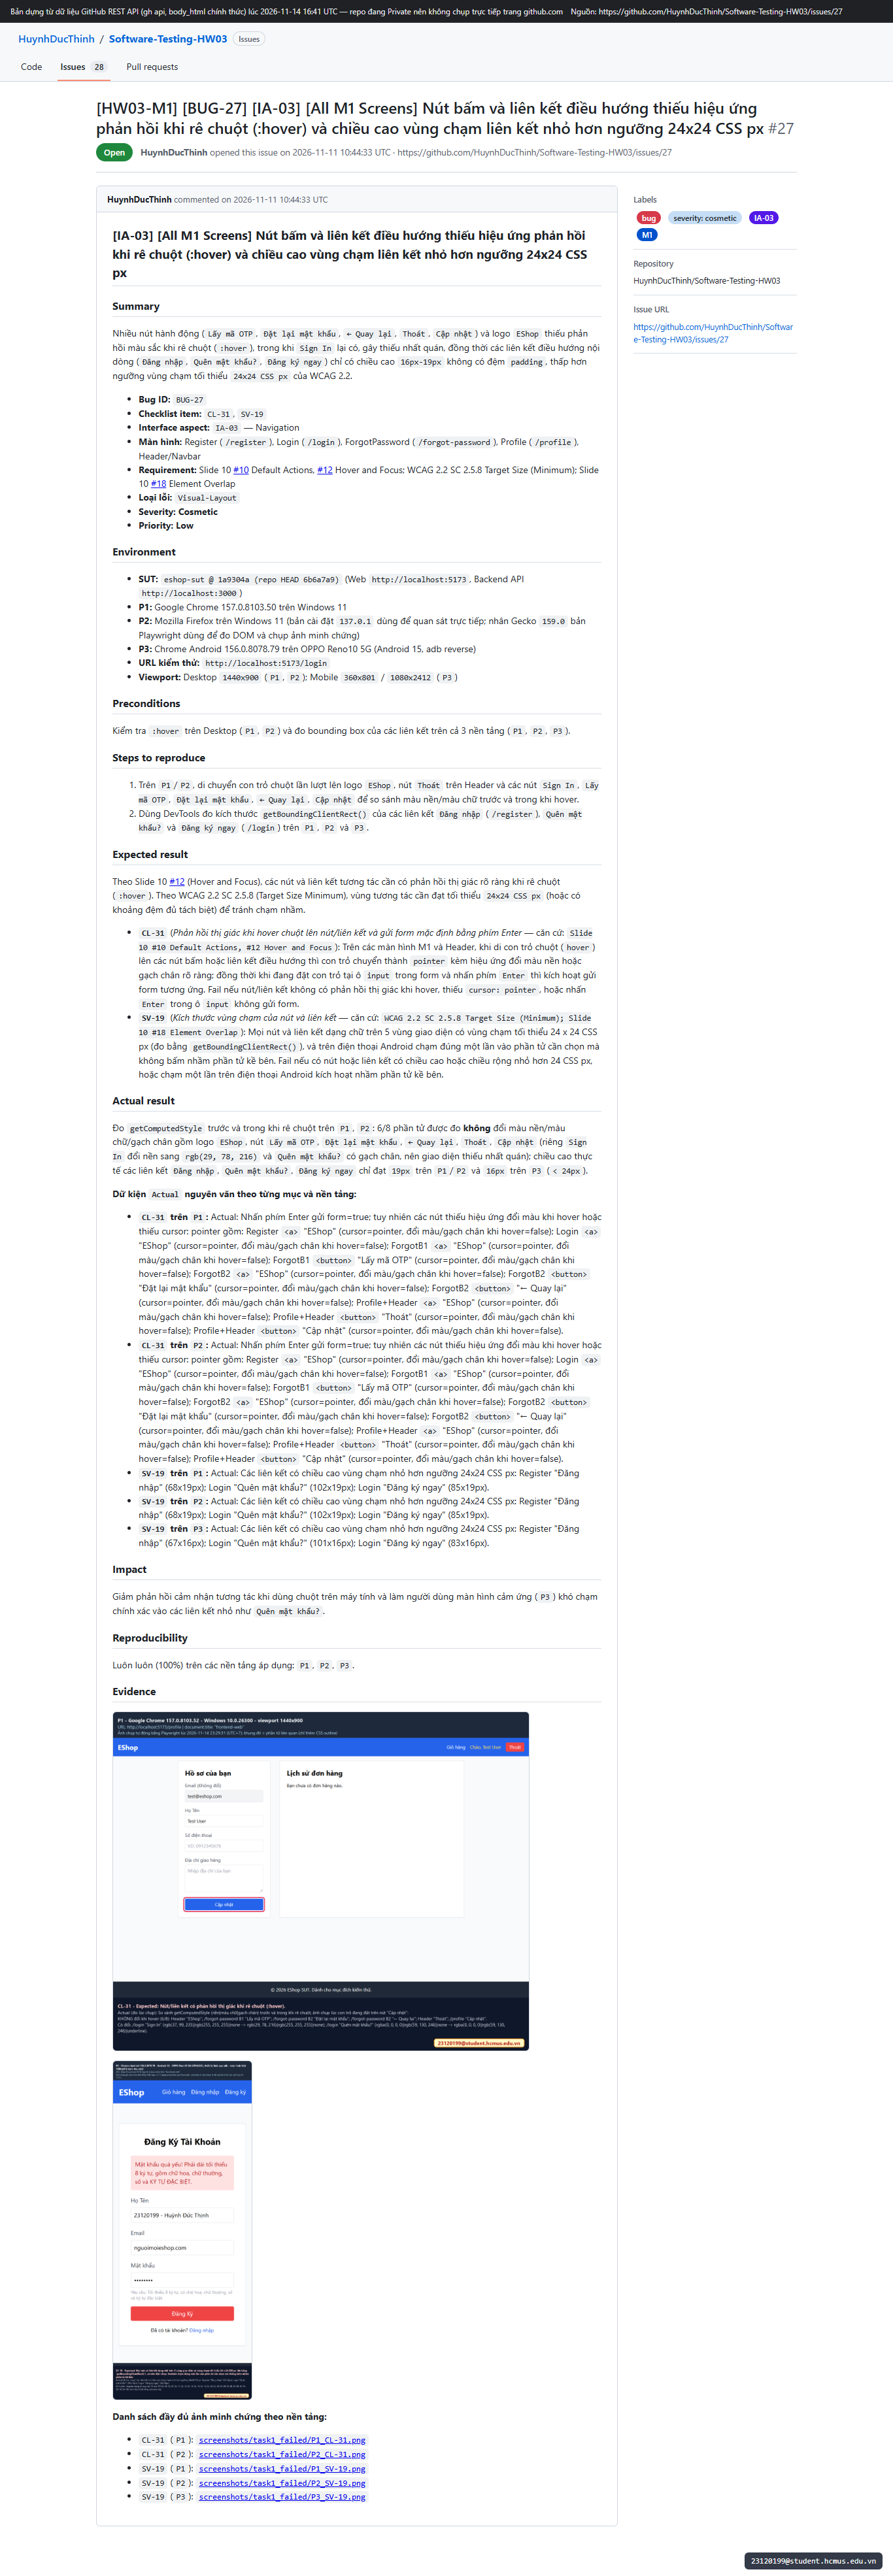 Bản dựng từ dữ liệu GitHub REST API (gh api, body_html chính thức) lúc 2026-11-14 16:41 UTC — repo đang Private nên không chụp trực tiếp trang github.com Nguồn: https://github.com/HuynhDucThinh/Software-Testing-HW03/issues/27
HuynhDucThinh / Software-Testing-HW03 Issues
Code Issues 28 Pull requests
[HW03-M1] [BUG-27] [IA-03] [All M1 Screens] Nút bấm và liên kết điều hướng thiếu hiệu ứng
phản hồi khi rê chuột (:hover) và chiều cao vùng chạm liên kết nhỏ hơn ngưỡng 24x24 CSS px #27
Open HuynhDucThinh opened this issue on 2026-11-11 10:44:33 UTC · https://github.com/HuynhDucThinh/Software-Testing-HW03/issues/27
HuynhDucThinh commented on 2026-11-11 10:44:33 UTC
[IA-03] [All M1 Screens] Nút bấm và liên kết điều hướng thiếu hiệu ứng phản hồi
khi rê chuột (:hover) và chiều cao vùng chạm liên kết nhỏ hơn ngưỡng 24x24 CSS
px
Summary
Nhiều nút hành động ( Lấy mã OTP , Đặt lại mật khẩu , ← Quay lại , Thoát , Cập nhật ) và logo EShop thiếu phản
hồi màu sắc khi rê chuột ( :hover ), trong khi Sign In lại có, gây thiếu nhất quán, đồng thời các liên kết điều hướng nội
dòng ( Đăng nhập , Quên mật khẩu? , Đăng ký ngay ) chỉ có chiều cao 16px-19px không có đệm padding , thấp hơn
ngưỡng vùng chạm tối thiểu 24x24 CSS px của WCAG 2.2.
Bug ID: BUG-27
Checklist item: CL-31 , SV-19
Interface aspect: IA-03 — Navigation
Màn hình: Register ( /register ), Login ( /login ), ForgotPassword ( /forgot-password ), Profile ( /profile ),
Header/Navbar
Requirement: Slide 10 #10 Default Actions, #12 Hover and Focus; WCAG 2.2 SC 2.5.8 Target Size (Minimum); Slide
10 #18 Element Overlap
Loại lỗi: Visual-Layout
Severity: Cosmetic
Priority: Low
Environment
SUT: eshop-sut @ 1a9304a (repo HEAD 6b6a7a9) (Web http://localhost:5173 , Backend API
http://localhost:3000 )
P1: Google Chrome 157.0.8103.50 trên Windows 11
P2: Mozilla Firefox trên Windows 11 (bản cài đặt 137.0.1 dùng để quan sát trực tiếp; nhân Gecko 159.0 bản
Playwright dùng để đo DOM và chụp ảnh minh chứng)
P3: Chrome Android 156.0.8078.79 trên OPPO Reno10 5G (Android 15, adb reverse)
URL kiểm thử: http://localhost:5173/login
Viewport: Desktop 1440x900 ( P1 , P2 ); Mobile 360x801 / 1080x2412 ( P3 )
Preconditions
Kiểm tra :hover trên Desktop ( P1 , P2 ) và đo bounding box của các liên kết trên cả 3 nền tảng ( P1 , P2 , P3 ).
Steps to reproduce
1. Trên P1 / P2 , di chuyển con trỏ chuột lần lượt lên logo EShop , nút Thoát trên Header và các nút Sign In , Lấy
mã OTP , Đặt lại mật khẩu , ← Quay lại , Cập nhật để so sánh màu nền/màu chữ trước và trong khi hover.
2. Dùng DevTools đo kích thước getBoundingClientRect() của các liên kết Đăng nhập ( /register ), Quên mật
khẩu? và Đăng ký ngay ( /login ) trên P1 , P2 và P3 .
Expected result
Theo Slide 10 #12 (Hover and Focus), các nút và liên kết tương tác cần có phản hồi thị giác rõ ràng khi rê chuột
( :hover ). Theo WCAG 2.2 SC 2.5.8 (Target Size Minimum), vùng tương tác cần đạt tối thiểu 24x24 CSS px (hoặc có
khoảng đệm đủ tách biệt) để tránh chạm nhầm.
CL-31 (Phản hồi thị giác khi hover chuột lên nút/liên kết và gửi form mặc định bằng phím Enter — căn cứ: Slide
10 #10 Default Actions, #12 Hover and Focus ): Trên các màn hình M1 và Header, khi di con trỏ chuột ( hover )
lên các nút bấm hoặc liên kết điều hướng thì con trỏ chuyển thành pointer kèm hiệu ứng đổi màu nền hoặc
gạch chân rõ ràng; đồng thời khi đang đặt con trỏ tại ô input trong form và nhấn phím Enter thì kích hoạt gửi
form tương ứng. Fail nếu nút/liên kết không có phản hồi thị giác khi hover, thiếu cursor: pointer , hoặc nhấn
Enter trong ô input không gửi form.
SV-19 (Kích thước vùng chạm của nút và liên kết — căn cứ: WCAG 2.2 SC 2.5.8 Target Size (Minimum); Slide
10 #18 Element Overlap ): Mọi nút và liên kết dạng chữ trên 5 vùng giao diện có vùng chạm tối thiểu 24 x 24 CSS
px (đo bằng getBoundingClientRect() ), và trên điện thoại Android chạm đúng một lần vào phần tử cần chọn mà
không bấm nhầm phần tử kề bên. Fail nếu có nút hoặc liên kết có chiều cao hoặc chiều rộng nhỏ hơn 24 CSS px,
hoặc chạm một lần trên điện thoại Android kích hoạt nhầm phần tử kề bên.
Actual result
Đo getComputedStyle trước và trong khi rê chuột trên P1 , P2 : 6/8 phần tử được đo không đổi màu nền/màu
chữ/gạch chân gồm logo EShop , nút Lấy mã OTP , Đặt lại mật khẩu , ← Quay lại , Thoát , Cập nhật (riêng Sign
In đổi nền sang rgb(29, 78, 216) và Quên mật khẩu? có gạch chân, nên giao diện thiếu nhất quán); chiều cao thực
tế các liên kết Đăng nhập , Quên mật khẩu? , Đăng ký ngay chỉ đạt 19px trên P1 / P2 và 16px trên P3 ( < 24px ).
Dữ kiện Actual nguyên văn theo từng mục và nền tảng:
CL-31 trên P1 : Actual: Nhấn phím Enter gửi form=true; tuy nhiên các nút thiếu hiệu ứng đổi màu khi hover hoặc
thiếu cursor: pointer gồm: Register <a> "EShop" (cursor=pointer, đổi màu/gạch chân khi hover=false); Login <a>
"EShop" (cursor=pointer, đổi màu/gạch chân khi hover=false); ForgotB1 <a> "EShop" (cursor=pointer, đổi
màu/gạch chân khi hover=false); ForgotB1 <button> "Lấy mã OTP" (cursor=pointer, đổi màu/gạch chân khi
hover=false); ForgotB2 <a> "EShop" (cursor=pointer, đổi màu/gạch chân khi hover=false); ForgotB2 <button>
"Đặt lại mật khẩu" (cursor=pointer, đổi màu/gạch chân khi hover=false); ForgotB2 <button> "← Quay lại"
(cursor=pointer, đổi màu/gạch chân khi hover=false); Profile+Header <a> "EShop" (cursor=pointer, đổi
màu/gạch chân khi hover=false); Profile+Header <button> "Thoát" (cursor=pointer, đổi màu/gạch chân khi
hover=false); Profile+Header <button> "Cập nhật" (cursor=pointer, đổi màu/gạch chân khi hover=false).
CL-31 trên P2 : Actual: Nhấn phím Enter gửi form=true; tuy nhiên các nút thiếu hiệu ứng đổi màu khi hover hoặc
thiếu cursor: pointer gồm: Register <a> "EShop" (cursor=pointer, đổi màu/gạch chân khi hover=false); Login <a>
"EShop" (cursor=pointer, đổi màu/gạch chân khi hover=false); ForgotB1 <a> "EShop" (cursor=pointer, đổi
màu/gạch chân khi hover=false); ForgotB1 <button> "Lấy mã OTP" (cursor=pointer, đổi màu/gạch chân khi
hover=false); ForgotB2 <a> "EShop" (cursor=pointer, đổi màu/gạch chân khi hover=false); ForgotB2 <button>
"Đặt lại mật khẩu" (cursor=pointer, đổi màu/gạch chân khi hover=false); ForgotB2 <button> "← Quay lại"
(cursor=pointer, đổi màu/gạch chân khi hover=false); Profile+Header <a> "EShop" (cursor=pointer, đổi
màu/gạch chân khi hover=false); Profile+Header <button> "Thoát" (cursor=pointer, đổi màu/gạch chân khi
hover=false); Profile+Header <button> "Cập nhật" (cursor=pointer, đổi màu/gạch chân khi hover=false).
SV-19 trên P1 : Actual: Các liên kết có chiều cao vùng chạm nhỏ hơn ngưỡng 24x24 CSS px: Register "Đăng
nhập" (68x19px); Login "Quên mật khẩu?" (102x19px); Login "Đăng ký ngay" (85x19px).
SV-19 trên P2 : Actual: Các liên kết có chiều cao vùng chạm nhỏ hơn ngưỡng 24x24 CSS px: Register "Đăng
nhập" (68x19px); Login "Quên mật khẩu?" (102x19px); Login "Đăng ký ngay" (85x19px).
SV-19 trên P3 : Actual: Các liên kết có chiều cao vùng chạm nhỏ hơn ngưỡng 24x24 CSS px: Register "Đăng
nhập" (67x16px); Login "Quên mật khẩu?" (101x16px); Login "Đăng ký ngay" (83x16px).
Impact
Giảm phản hồi cảm nhận tương tác khi dùng chuột trên máy tính và làm người dùng màn hình cảm ứng ( P3 ) khó chạm
chính xác vào các liên kết nhỏ như Quên mật khẩu? .
Reproducibility
Luôn luôn (100%) trên các nền tảng áp dụng: P1 , P2 , P3 .
Evidence
P1 - Google Chrome 157.0.8103.52 - Windows 10.0.26300 - viewport 1440x900
EShop
Giỏ hàng Chào, Test User Thoát
Hồ sơ của bạn
Email (Không đổi)
test@eshop.com
Họ Tên
Test User
Số điện thoại
Địa chỉ giao hàng
Nhập địa chỉ của bạn
Cập nhật
Lịch sử đơn hàng
Bạn chưa có đơn hàng nào.
© 2026 EShop SUT. Dành cho mục đích kiểm thử.
CL-31 - Expected: Nút/liên kết có phản hồi thị giác khi rê chuột (:hover).
23120199@student.hcmus.edu.vn
EShop Giỏ hàng Đăng nhập Đăng ký
Đăng Ký Tài Khoản
Mật khẩu quá yếu! Phải dài tối thiểu
8 ký tự, gồm chữ hoa, chữ thường,
số và KÝ TỰ ĐẶC BIỆT.
Họ Tên
23120199 - Huỳnh Đức Thịnh
Email
nguoimoieshop.com
Mật khẩu
••••••••
Đăng Ký
Đã có tài khoản? Đăng nhập
Danh sách đầy đủ ảnh minh chứng theo nền tảng:
CL-31 ( P1 ): screenshots/task1_failed/P1_CL-31.png
CL-31 ( P2 ): screenshots/task1_failed/P2_CL-31.png
SV-19 ( P1 ): screenshots/task1_failed/P1_SV-19.png
SV-19 ( P2 ): screenshots/task1_failed/P2_SV-19.png
SV-19 ( P3 ): screenshots/task1_failed/P3_SV-19.png
Labels
bug severity: cosmetic IA-03
M1
Repository
HuynhDucThinh/Software-Testing-HW03
Issue URL
https://github.com/HuynhDucThinh/Softwar
e-Testing-HW03/issues/27
23120199@student.hcmus.edu.vn